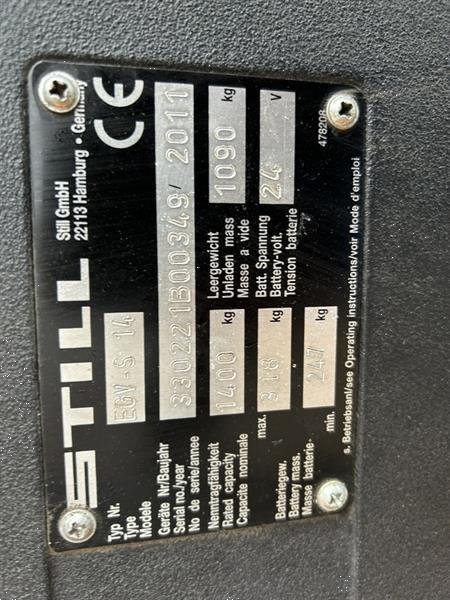 STILL
Still GmbH
22113 Hamburg • Germany
CE
Typ Nr.
Type
Modele
EGV-S 14
Geräte Nr/Baujahr
Serial no./year
No de serie/annee
330221B00349/ 2011
Nenntragfähigkeit
Rated capacity
Capacite nominale
1400 kg
Leergewicht
Unladen mass
Masse a vide
1090 kg
Batteriegew.
Battery mass.
Masse batterie-
max. 318 kg
min. 247 kg
Batt. Spannung
Battery-volt.
Tension batterie
24 V
s. Betriebsanl/see Operating instructions/voir Mode d'emploi
478208